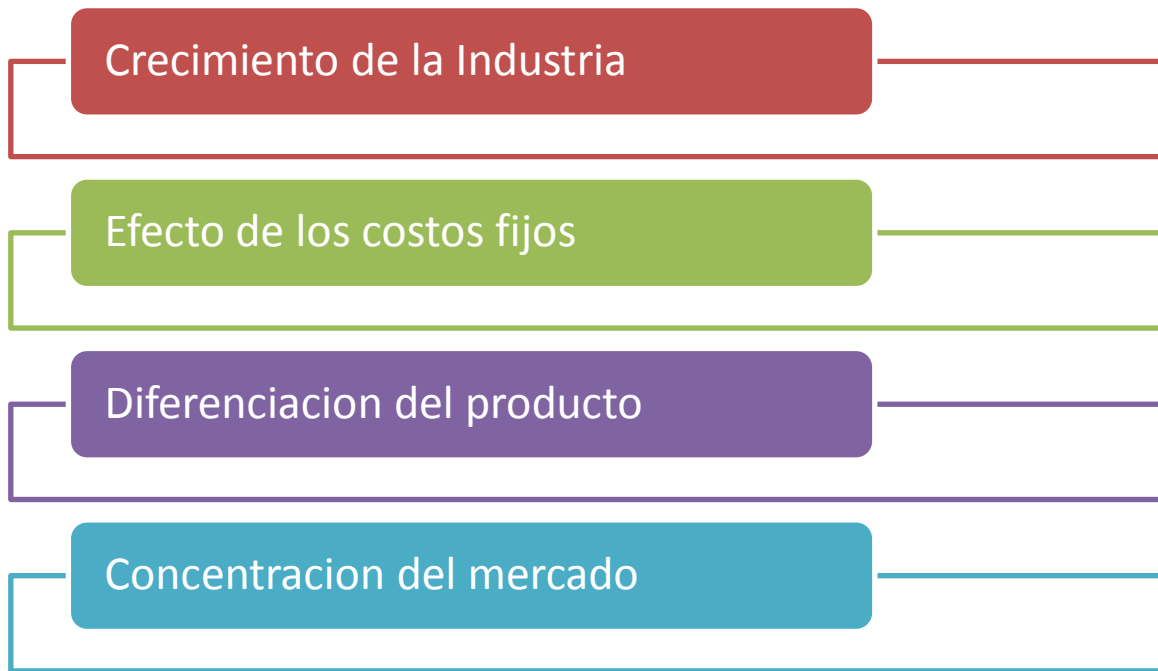 Crecimiento de la Industria
Efecto de los costos fijos
Diferenciacion del producto
Concentracion del mercado